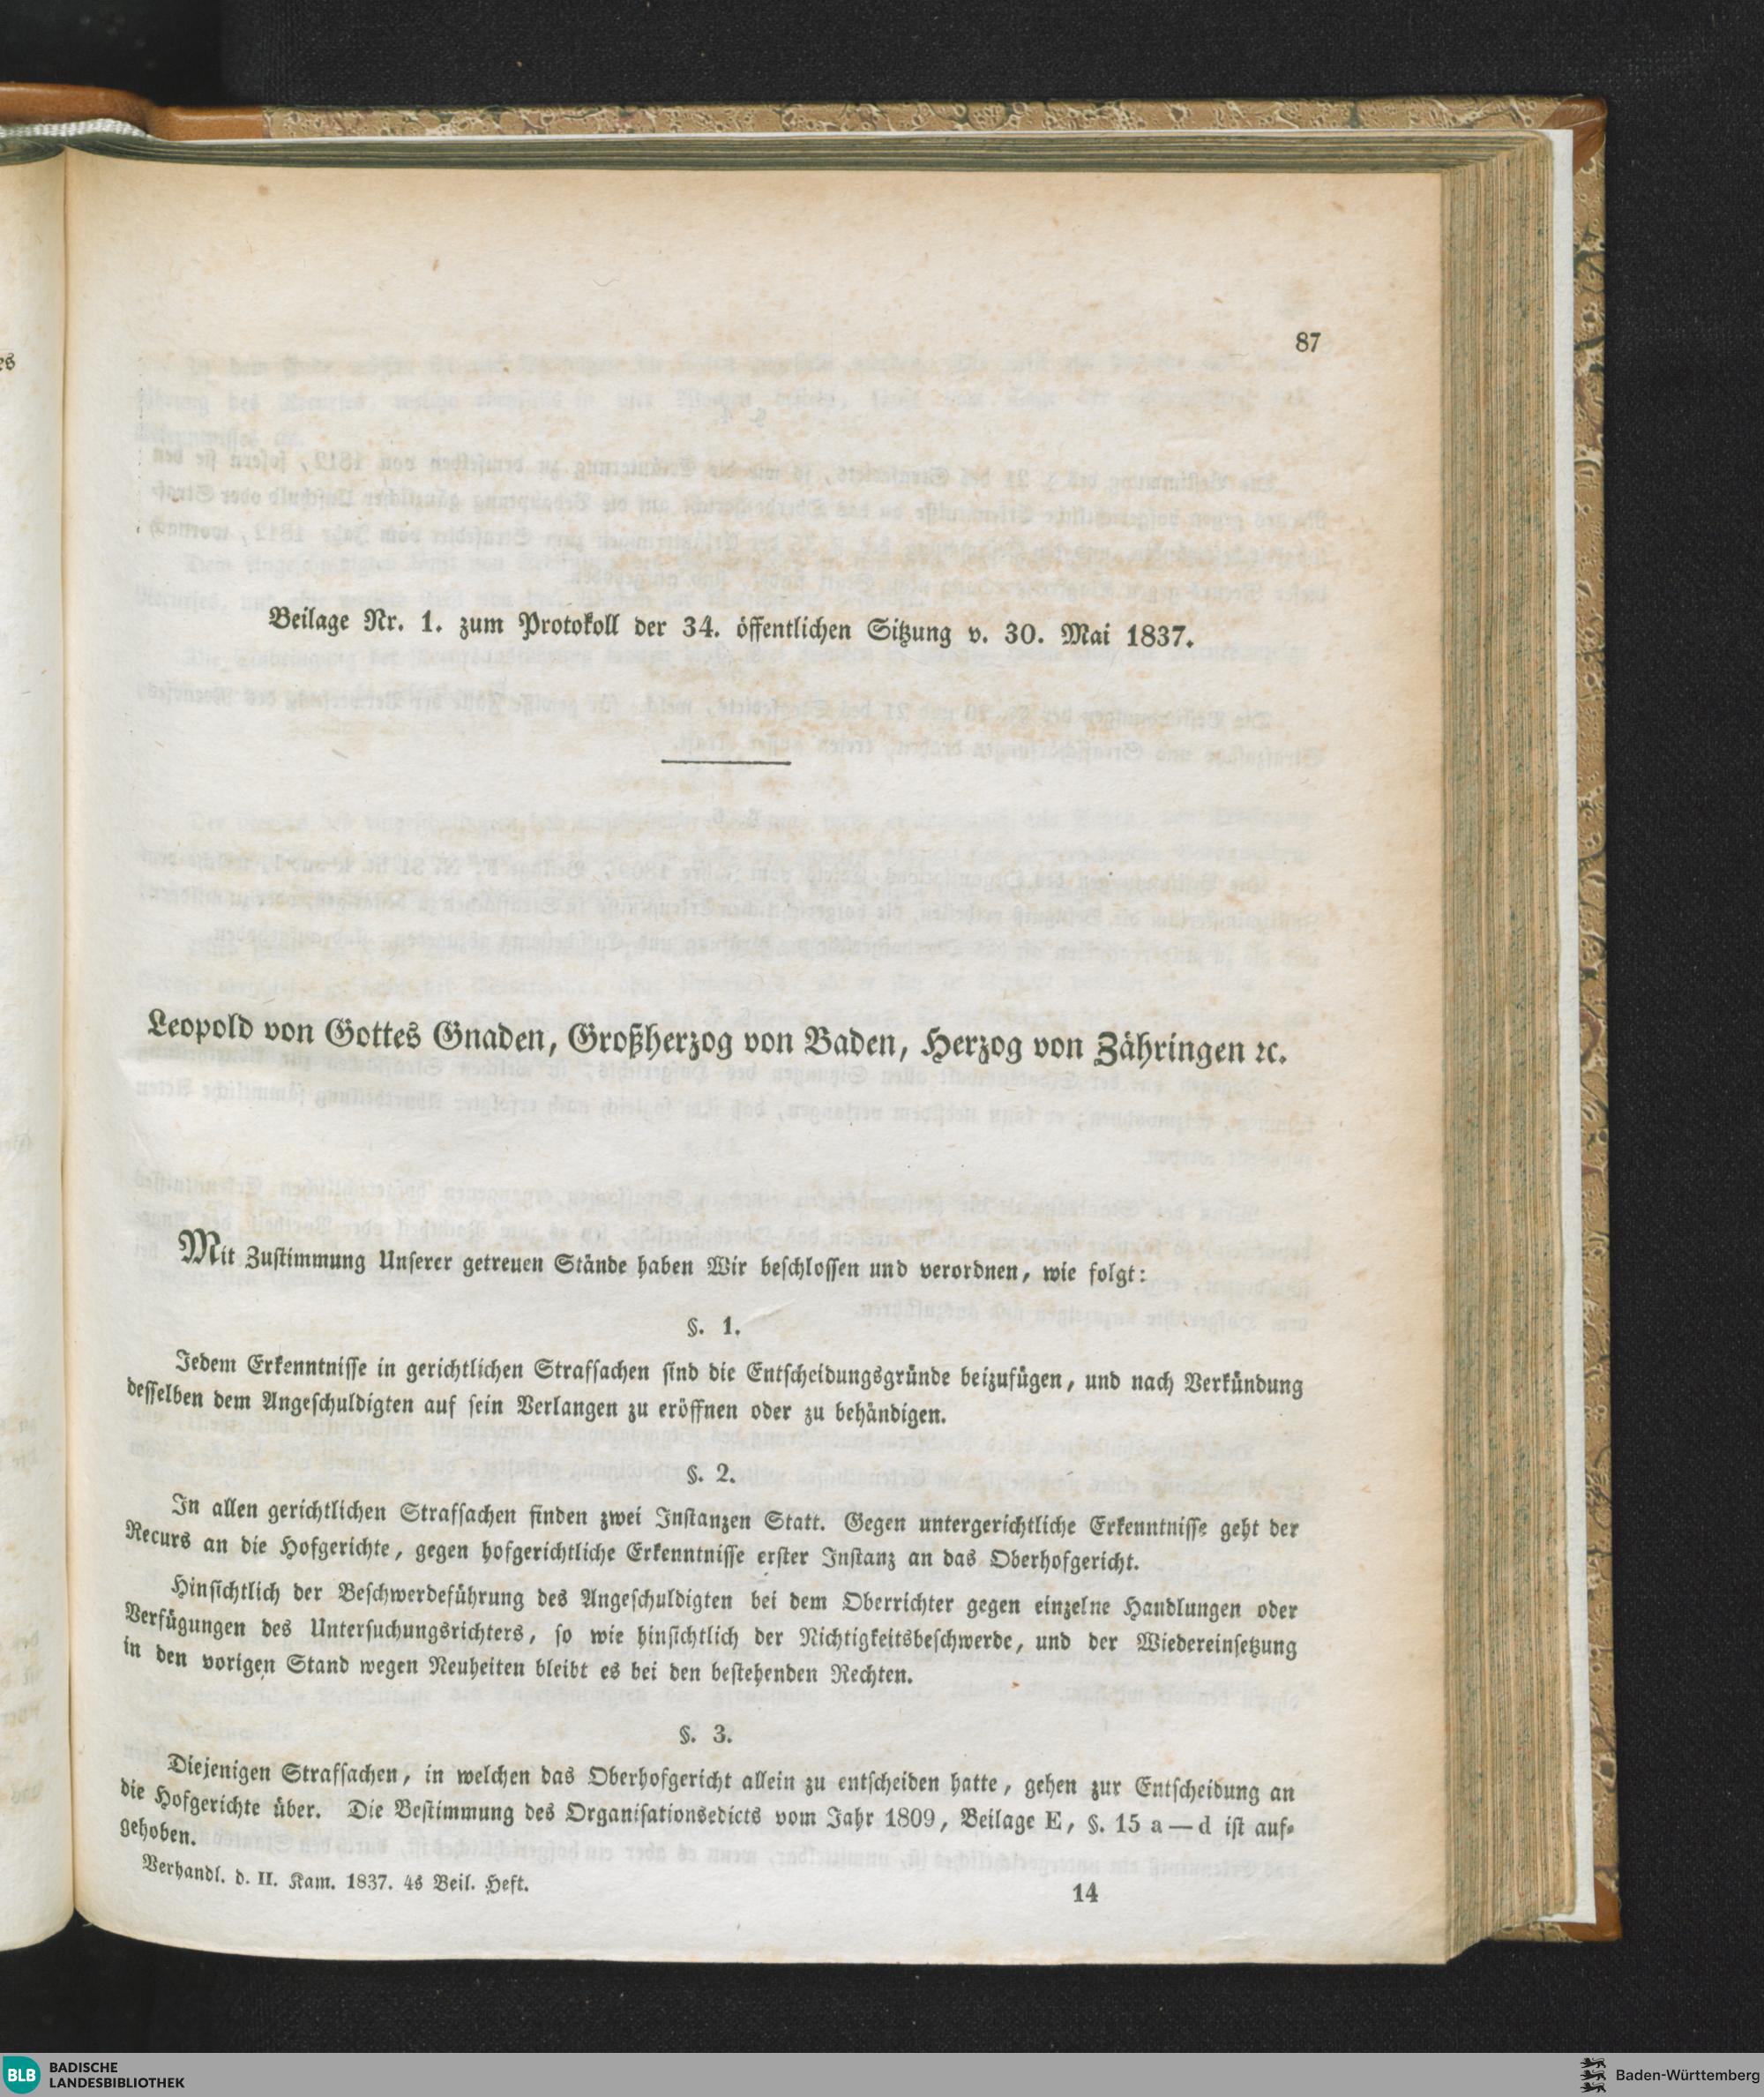 es
87
Beilage Nr. 1. zum Protokoll der 34. öffentlichen Sitzung v. 30. Mai 1837.
Leopold von Gottes Gnaden, Großherzog von Baden, Herzog von Zähringen ꝛc.
Mit Zustimmung Unserer getreuen Stände haben Wir beschlossen und verordnen, wie folgt:
§. 1.
Jedem Erkenntnisse in gerichtlichen Strafsachen sind die Entscheidungsgründe beizufügen, und nach Verkündung
desselben dem Angeschuldigten auf sein Verlangen zu eröffnen oder zu behändigen.
§. 2.
In allen gerichtlichen Strafsachen finden zwei Instanzen Statt. Gegen untergerichtliche Erkenntnisse geht der
Recurs an die Hofgerichte, gegen hofgerichtliche Erkenntnisse erster Instanz an das Oberhofgericht.
Hinsichtlich der Beschwerdeführung des Angeschuldigten bei dem Oberrichter gegen einzelne Handlungen oder
Verfügungen des Untersuchungsrichters, so wie hinsichtlich der Nichtigkeitsbeschwerde, und der Wiedereinsetzung
in den vorigen Stand wegen Neuheiten bleibt es bei den bestehenden Rechten.
§. 3.
Diejenigen Strafsachen, in welchen das Oberhofgericht allein zu entscheiden hatte, gehen zur Entscheidung an
die Hofgerichte über. Die Bestimmung des Organisationsedicts vom Jahr 1809, Beilage E, §. 15 a — d ist auf-
gehoben.
Verhandl. d. II. Kam. 1837. 4s Beil. Heft.
14
BLB BADISCHE
LANDESBIBLIOTHEK
Baden-Württemberg